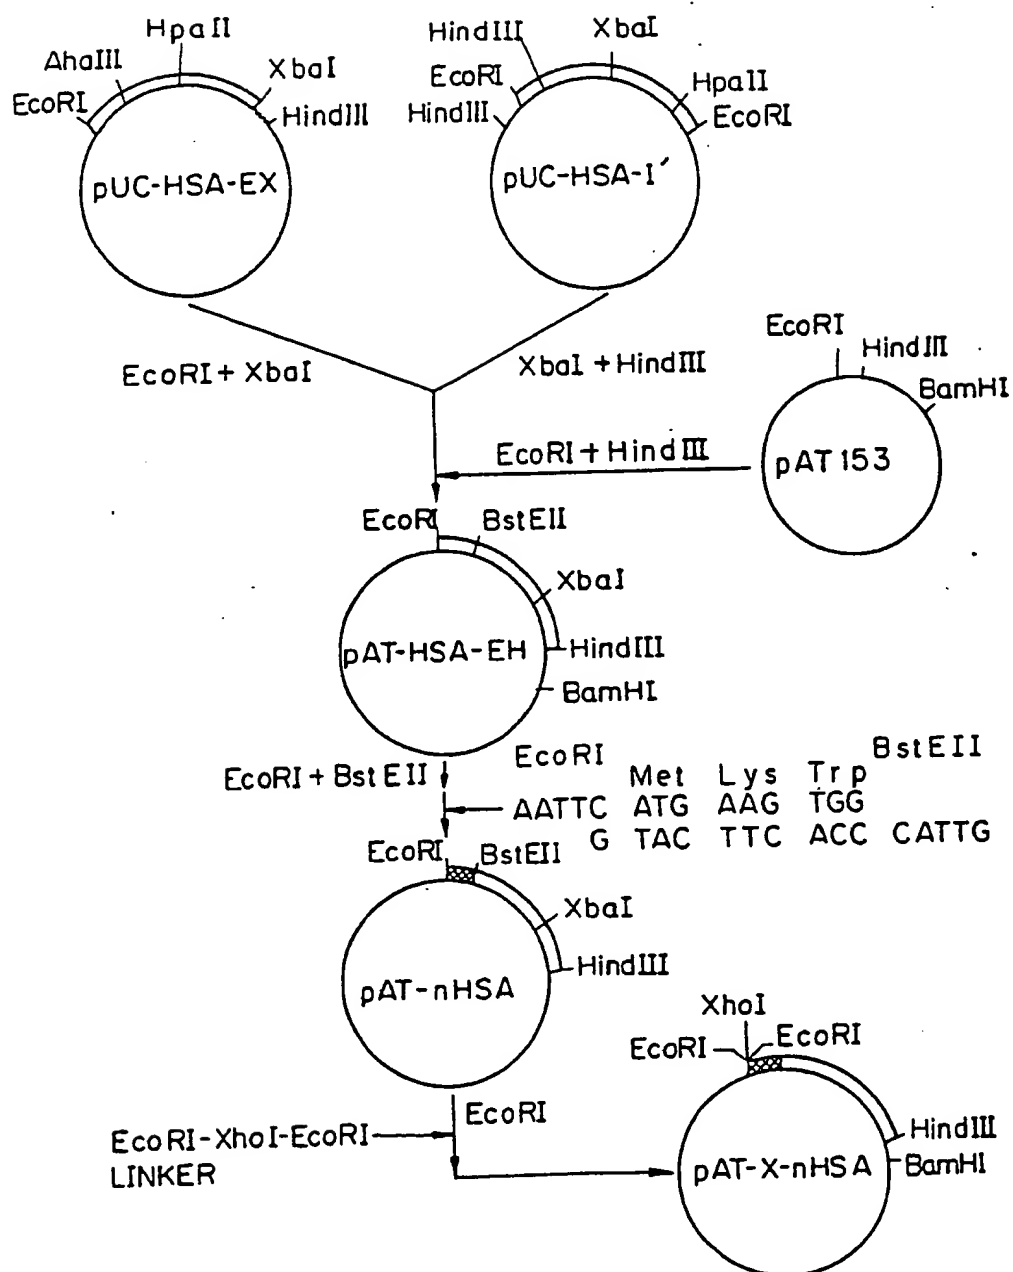 HpaII
AhaIII
XbaI
EcoRI
HindIII
pUC-HSA-EX
HindIII
XbaI
EcoRI
HpaII
HindIII
EcoRI
pUC-HSA-I′
EcoRI + XbaI
XbaI + HindIII
EcoRI
HindIII
BamHI
pAT 153
EcoRI + HindIII
EcoRI
BstEII
XbaI
pAT-HSA-EH
HindIII
BamHI
EcoRI + BstEII
EcoRI
BstEII
Met Lys Trp
AATTC ATG AAG TGG
G TAC TTC ACC CATTG
EcoRI
BstEII
XbaI
HindIII
pAT-nHSA
XhoI
EcoRI
EcoRI
EcoRI
EcoRI-XhoI-EcoRI
LINKER
HindIII
BamHI
pAT-X-nHSA